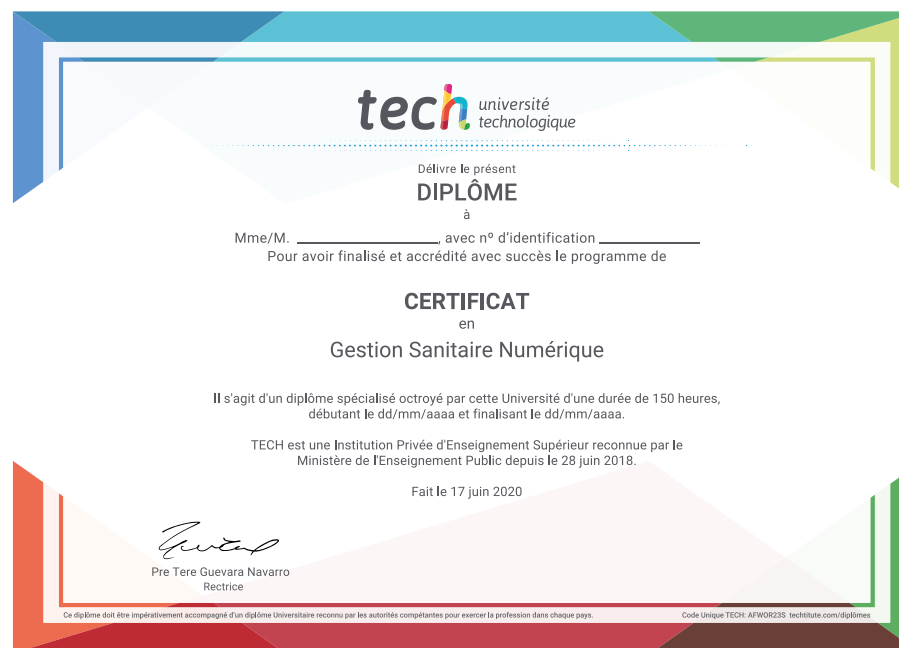 tech université
technologique
Délivre le présent
DIPLÔME
à
Mme/M. ____________________, avec nº d'identification ______________
Pour avoir finalisé et accrédité avec succès le programme de
CERTIFICAT
en
Gestion Sanitaire Numérique
Il s'agit d'un diplôme spécialisé octroyé par cette Université d'une durée de 150 heures,
débutant le dd/mm/aaaa et finalisant le dd/mm/aaaa.
TECH est une Institution Privée d'Enseignement Supérieur reconnue par le
Ministère de l'Enseignement Public depuis le 28 juin 2018.
Fait le 17 juin 2020
Pre Tere Guevara Navarro
Rectrice
Ce diplôme doit être impérativement accompagné d'un diplôme Universitaire reconnu par les autorités compétantes pour exercer la profession dans chaque pays.
Code Unique TECH: AFWOR23S techtitute.com/diplômes